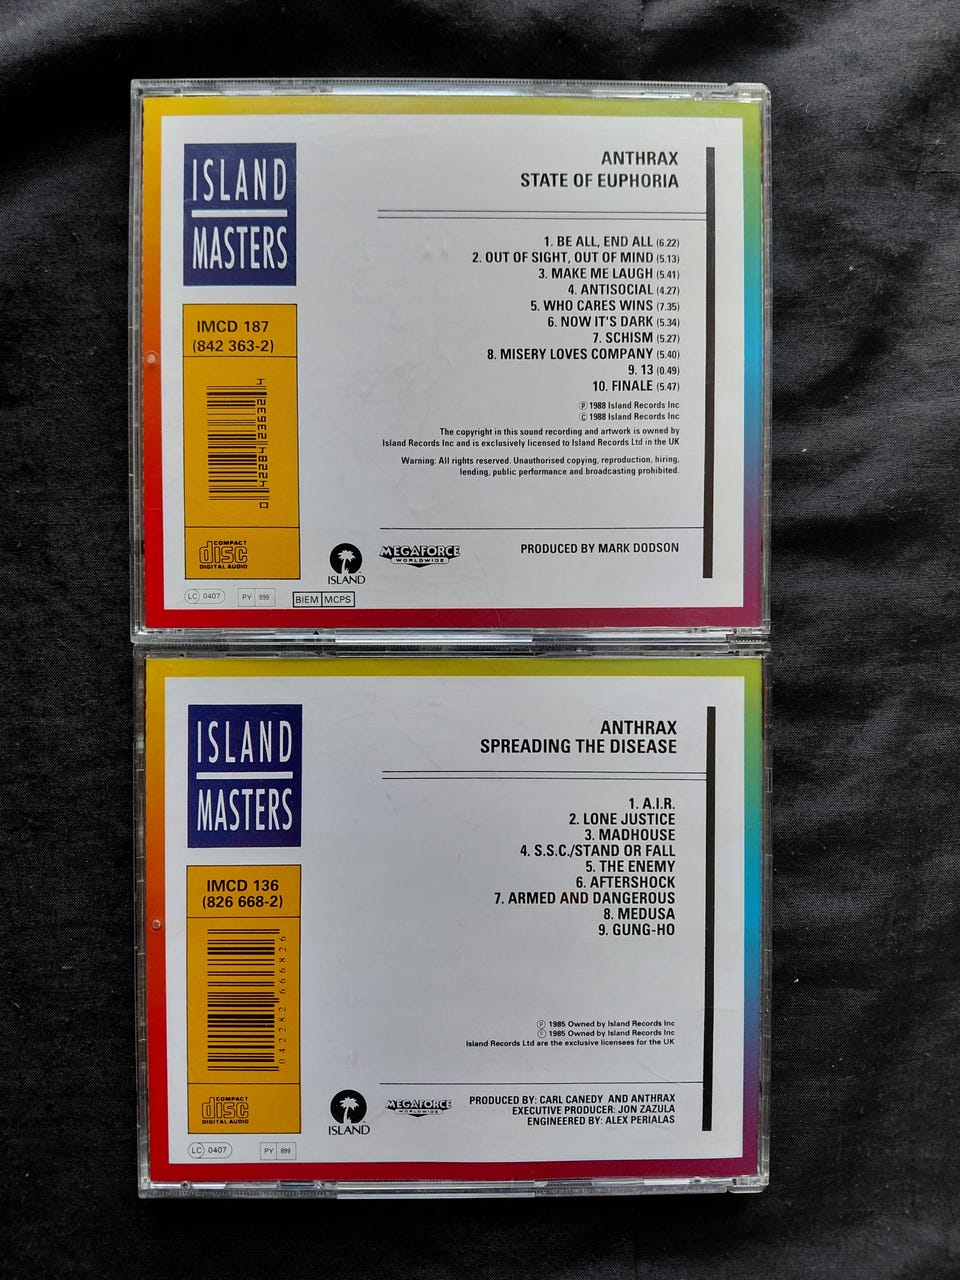 ISLAND
MASTERS
IMCD 187
(842 363-2)
COMPACT
disc
DIGITAL AUDIO
LC 0407
PY 899
BIEM MCPS
ANTHRAX
STATE OF EUPHORIA
1. BE ALL, END ALL (6.22)
2. OUT OF SIGHT, OUT OF MIND (5.13)
3. MAKE ME LAUGH (5.41)
4. ANTISOCIAL (4.27)
5. WHO CARES WINS (7.35)
6. NOW IT'S DARK (5.34)
7. SCHISM (5.27)
8. MISERY LOVES COMPANY (5.40)
9. 13 (0.49)
10. FINALE (5.47)
℗ 1988 Island Records Inc
© 1988 Island Records Inc
The copyright in this sound recording and artwork is owned by
Island Records Inc and is exclusively licensed to Island Records Ltd in the UK
Warning: All rights reserved. Unauthorised copying, reproduction, hiring,
lending, public performance and broadcasting prohibited.
ISLAND
MEGAFORCE
WORLDWIDE
PRODUCED BY MARK DODSON
ISLAND
MASTERS
IMCD 136
(826 668-2)
042282 666826
COMPACT
disc
DIGITAL AUDIO
LC 0407
PY 899
ANTHRAX
SPREADING THE DISEASE
1. A.I.R.
2. LONE JUSTICE
3. MADHOUSE
4. S.S.C./STAND OR FALL
5. THE ENEMY
6. AFTERSHOCK
7. ARMED AND DANGEROUS
8. MEDUSA
9. GUNG-HO
℗ 1985 Owned by Island Records Inc
© 1985 Owned by Island Records Inc
Island Records Ltd are the exclusive licensees for the UK
ISLAND
MEGAFORCE
WORLDWIDE
PRODUCED BY: CARL CANEDY AND ANTHRAX
EXECUTIVE PRODUCER: JON ZAZULA
ENGINEERED BY: ALEX PERIALAS